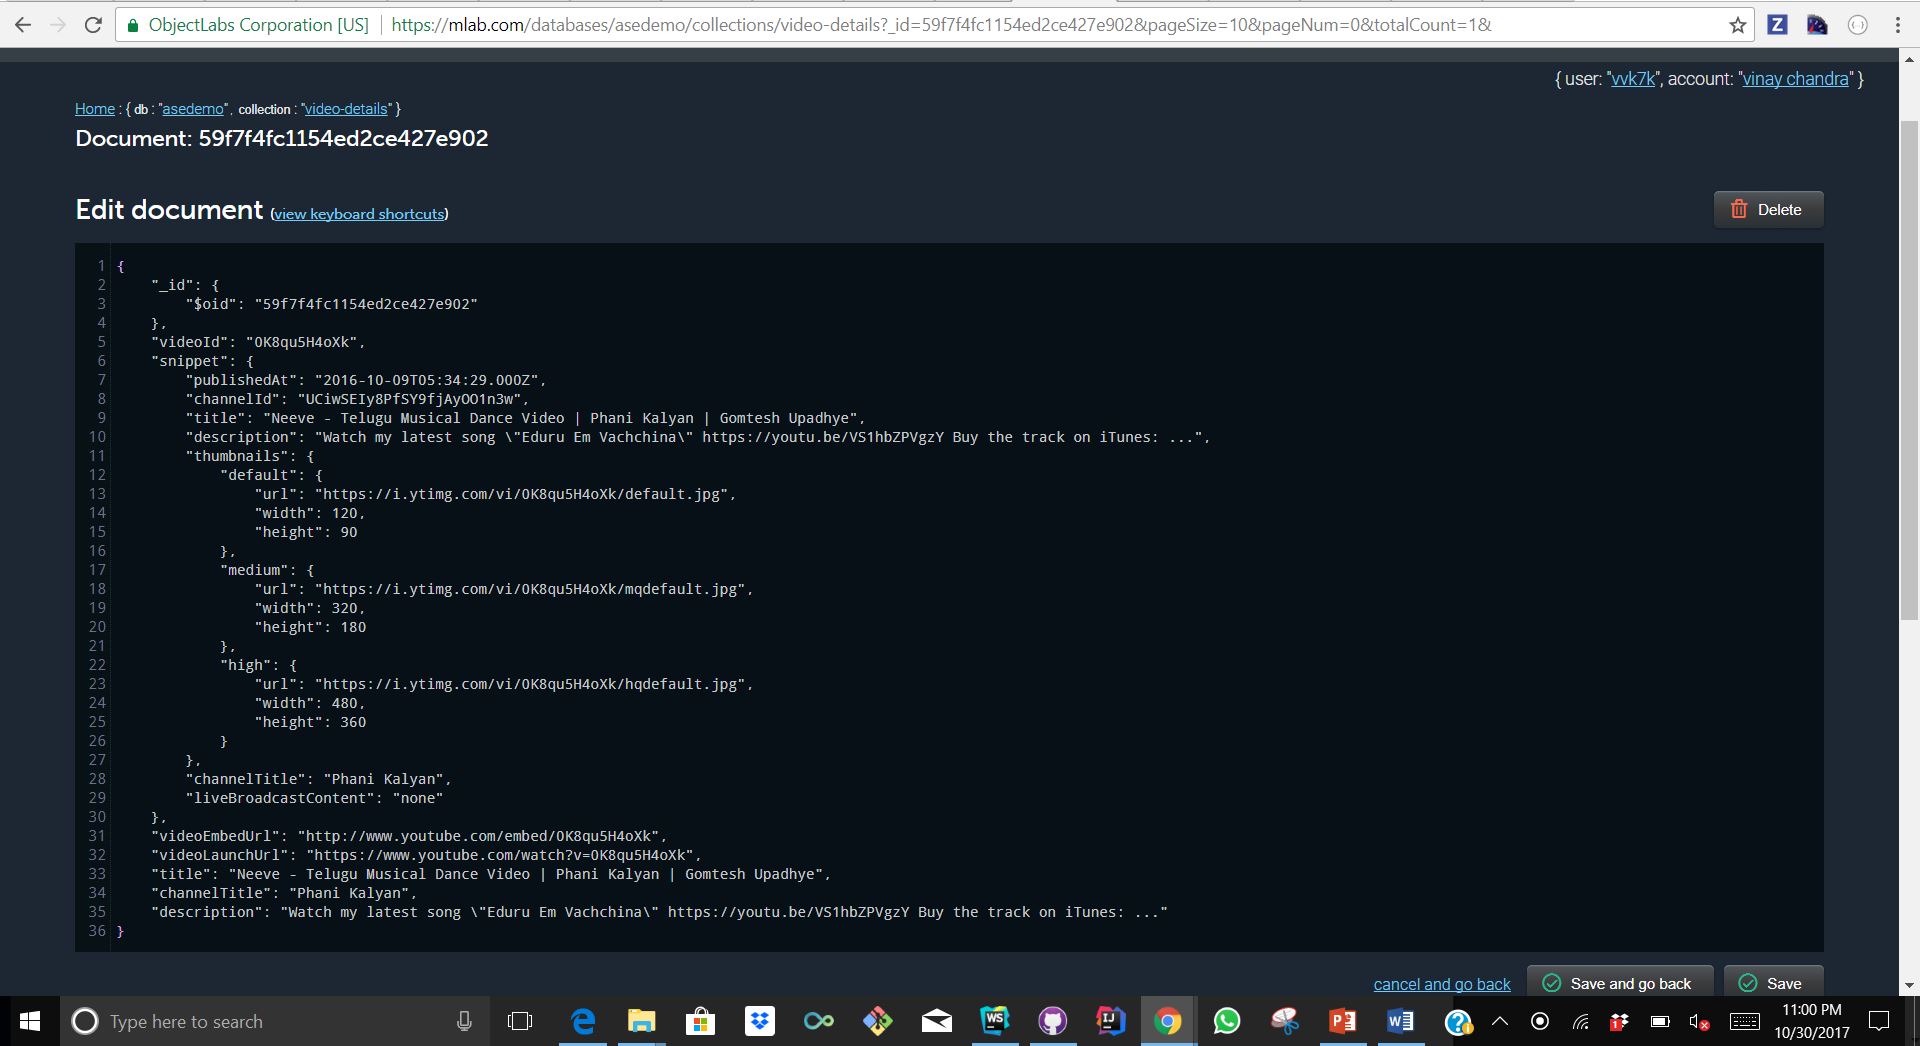 ObjectLabs Corporation [US] https://mlab.com/databases/asedemo/collections/video-details?_id=59f7f4fc1154ed2ce427e902&pageSize=10&pageNum=0&totalCount=1&
{ user: "vvk7k", account: "vinay chandra" }
Home : { db : "asedemo", collection : "video-details" }
Document: 59f7f4fc1154ed2ce427e902
Edit document (view keyboard shortcuts)
Delete
1 {
2 "_id": {
3 "$oid": "59f7f4fc1154ed2ce427e902"
4 },
5 "videoId": "0K8qu5H4oXk",
6 "snippet": {
7 "publishedAt": "2016-10-09T05:34:29.000Z",
8 "channelId": "UCiwSEIy8PfSY9fjAyOO1n3w",
9 "title": "Neeve - Telugu Musical Dance Video | Phani Kalyan | Gomtesh Upadhye",
10 "description": "Watch my latest song \"Eduru Em Vachchina\" https://youtu.be/VS1hbZPVgzY Buy the track on iTunes: ...",
11 "thumbnails": {
12 "default": {
13 "url": "https://i.ytimg.com/vi/0K8qu5H4oXk/default.jpg",
14 "width": 120,
15 "height": 90
16 },
17 "medium": {
18 "url": "https://i.ytimg.com/vi/0K8qu5H4oXk/mqdefault.jpg",
19 "width": 320,
20 "height": 180
21 },
22 "high": {
23 "url": "https://i.ytimg.com/vi/0K8qu5H4oXk/hqdefault.jpg",
24 "width": 480,
25 "height": 360
26 }
27 },
28 "channelTitle": "Phani Kalyan",
29 "liveBroadcastContent": "none"
30 },
31 "videoEmbedUrl": "http://www.youtube.com/embed/0K8qu5H4oXk",
32 "videoLaunchUrl": "https://www.youtube.com/watch?v=0K8qu5H4oXk",
33 "title": "Neeve - Telugu Musical Dance Video | Phani Kalyan | Gomtesh Upadhye",
34 "channelTitle": "Phani Kalyan",
35 "description": "Watch my latest song \"Eduru Em Vachchina\" https://youtu.be/VS1hbZPVgzY Buy the track on iTunes: ..."
36 }
cancel and go back Save and go back Save
Type here to search
11:00 PM
10/30/2017